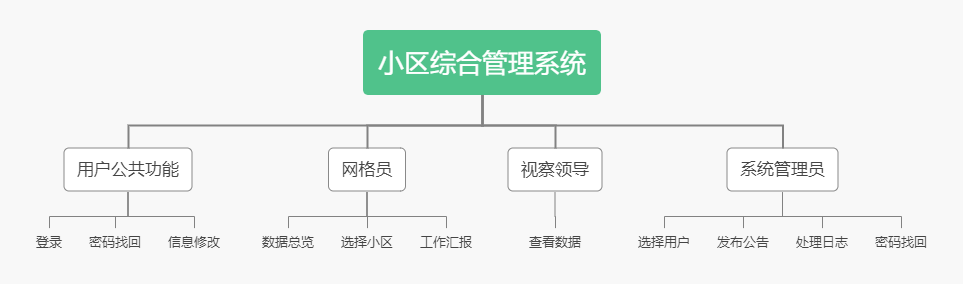 小区综合管理系统
用户公共功能
网格员
视察领导
系统管理员
登录
密码找回
信息修改
数据总览
选择小区
工作汇报
查看数据
选择用户
发布公告
处理日志
密码找回